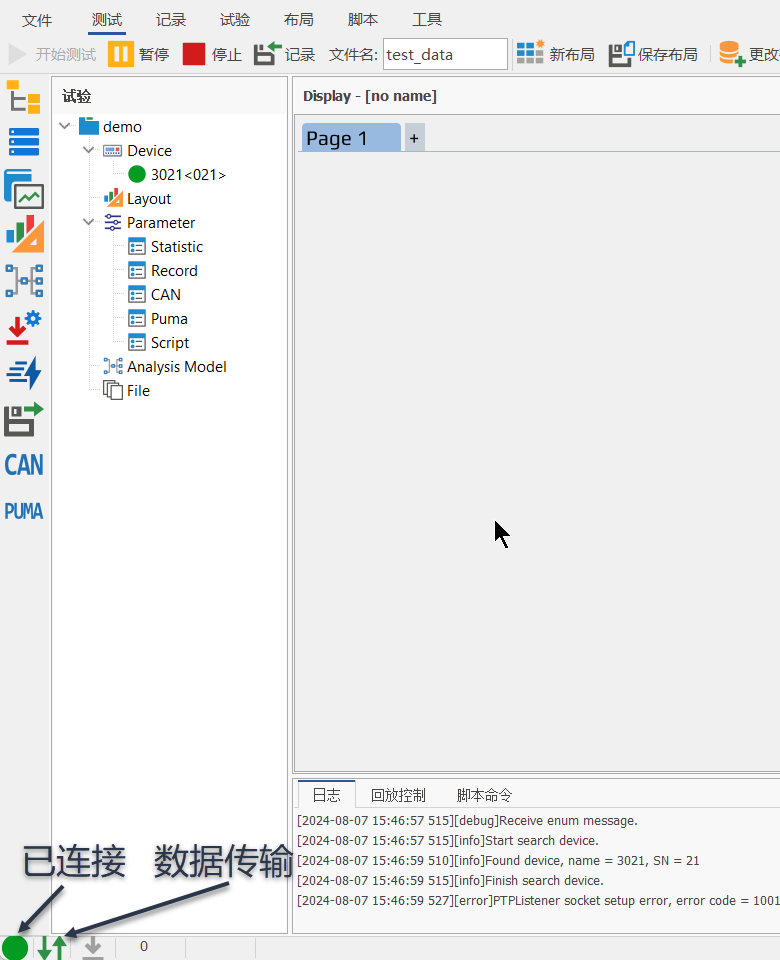 文件 测试 记录 试验 布局 脚本 工具
开始测试 暂停 停止 记录 文件名: test_data 新布局 保存布局 更改
试验
demo
Device
3021<021>
Layout
Parameter
Statistic
Record
CAN
Puma
Script
Analysis Model
File
CAN
PUMA
Display - [no name]
Page 1 +
日志 回放控制 脚本命令
[2024-08-07 15:46:57 515][debug]Receive enum message.
[2024-08-07 15:46:57 515][info]Start search device.
[2024-08-07 15:46:59 510][info]Found device, name = 3021, SN = 21
[2024-08-07 15:46:59 515][info]Finish search device.
[2024-08-07 15:46:59 527][error]PTPListener socket setup error, error code = 1001
已连接 数据传输
0